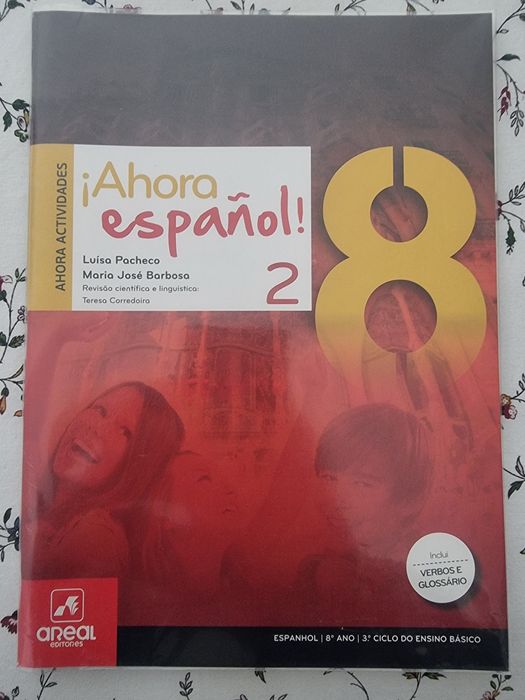 AHORA ACTIVIDADES
¡Ahora
español!
2
Luísa Pacheco
Maria José Barbosa
Revisão científica e linguística:
Teresa Corredoira
8
Inclui
VERBOS E
GLOSSÁRIO
areal
EDITORES
ESPANHOL | 8º ANO | 3.º CICLO DO ENSINO BÁSICO